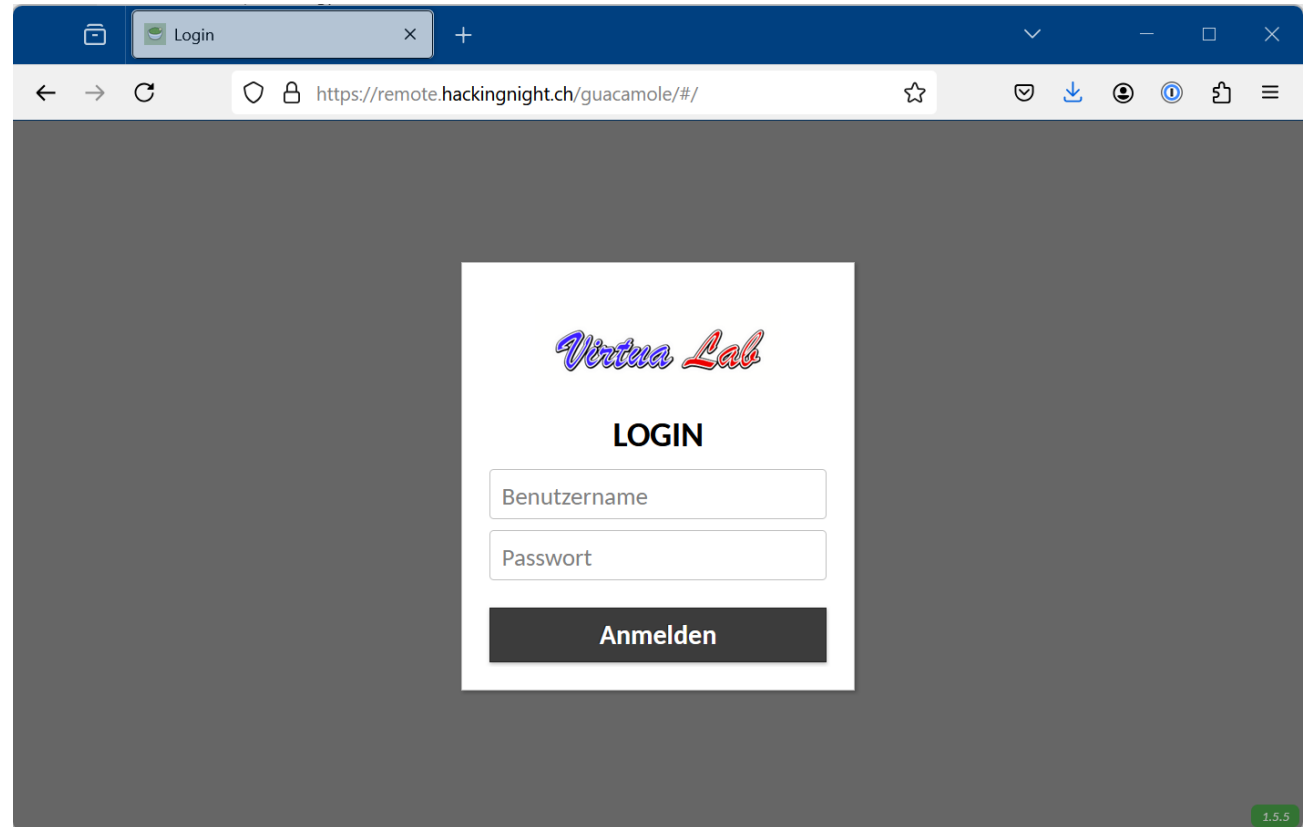 Login
https://remote.hackingnight.ch/guacamole/#/
Virtua Lab
LOGIN
Benutzername
Passwort
Anmelden
1.5.5